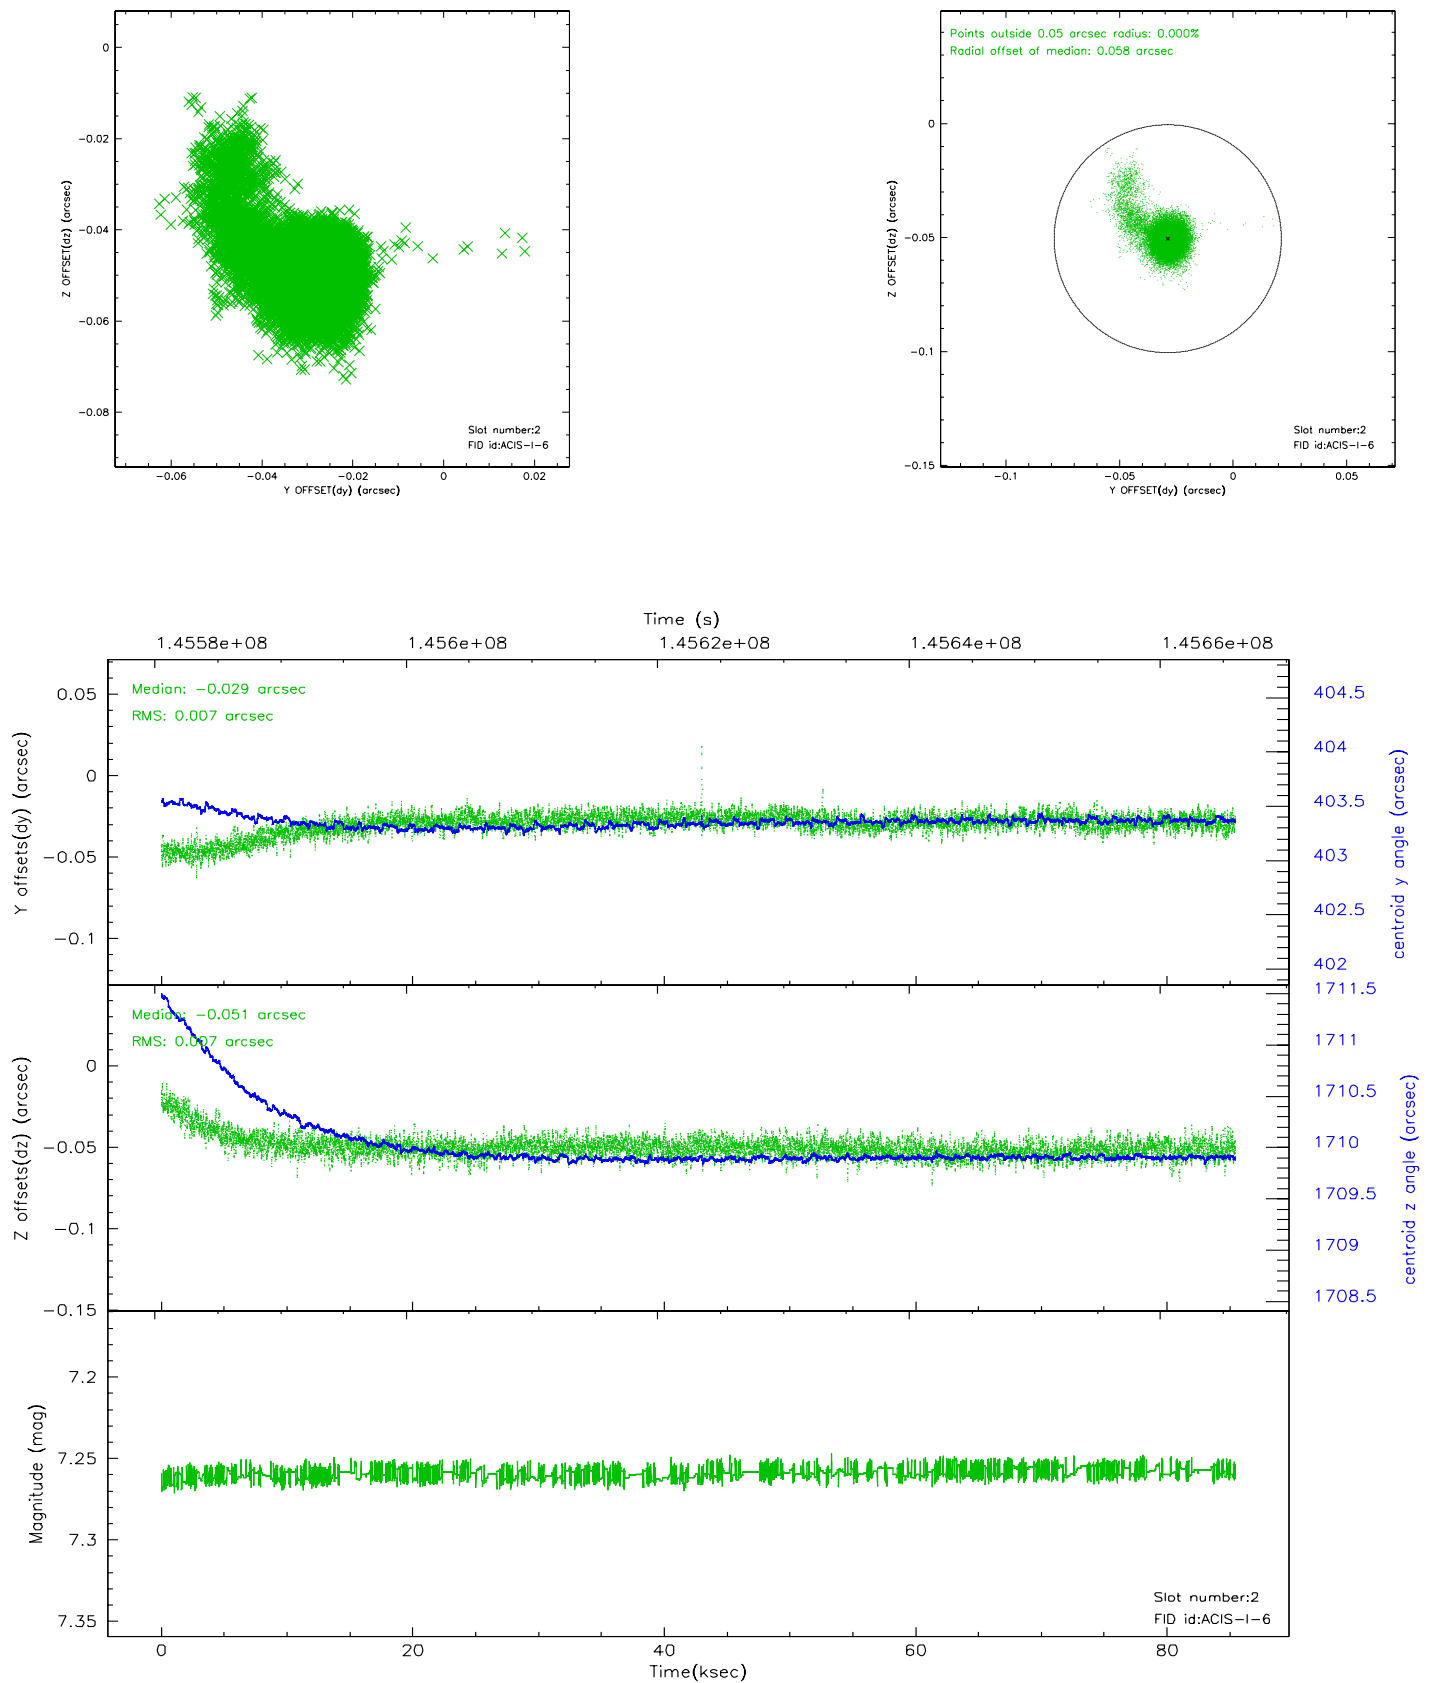 0
-0.02
-0.04
-0.06
-0.08
Z OFFSET(dz) (arcsec)
Slot number:2
FID id:ACIS-I-6
-0.06
-0.04
-0.02
0
0.02
Y OFFSET(dy) (arcsec)
Points outside 0.05 arcsec radius: 0.000%
Radial offset of median: 0.058 arcsec
0
-0.05
-0.1
-0.15
Z OFFSET(dz) (arcsec)
Slot number:2
FID id:ACIS-I-6
-0.1
-0.05
0
0.05
Y OFFSET(dy) (arcsec)
Time (s)
1.4558e+08
1.456e+08
1.4562e+08
1.4564e+08
1.4566e+08
Median: -0.029 arcsec
RMS: 0.007 arcsec
0.05
0
-0.05
-0.1
Y offsets(dy) (arcsec)
404.5
404
403.5
403
402.5
402
centroid y angle (arcsec)
Median: -0.051 arcsec
RMS: 0.007 arcsec
0
-0.05
-0.1
-0.15
Z offsets(dz) (arcsec)
1711.5
1711
1710.5
1710
1709.5
1709
1708.5
centroid z angle (arcsec)
7.2
7.25
7.3
7.35
Magnitude (mag)
Slot number:2
FID id:ACIS-I-6
0
20
40
60
80
Time(ksec)